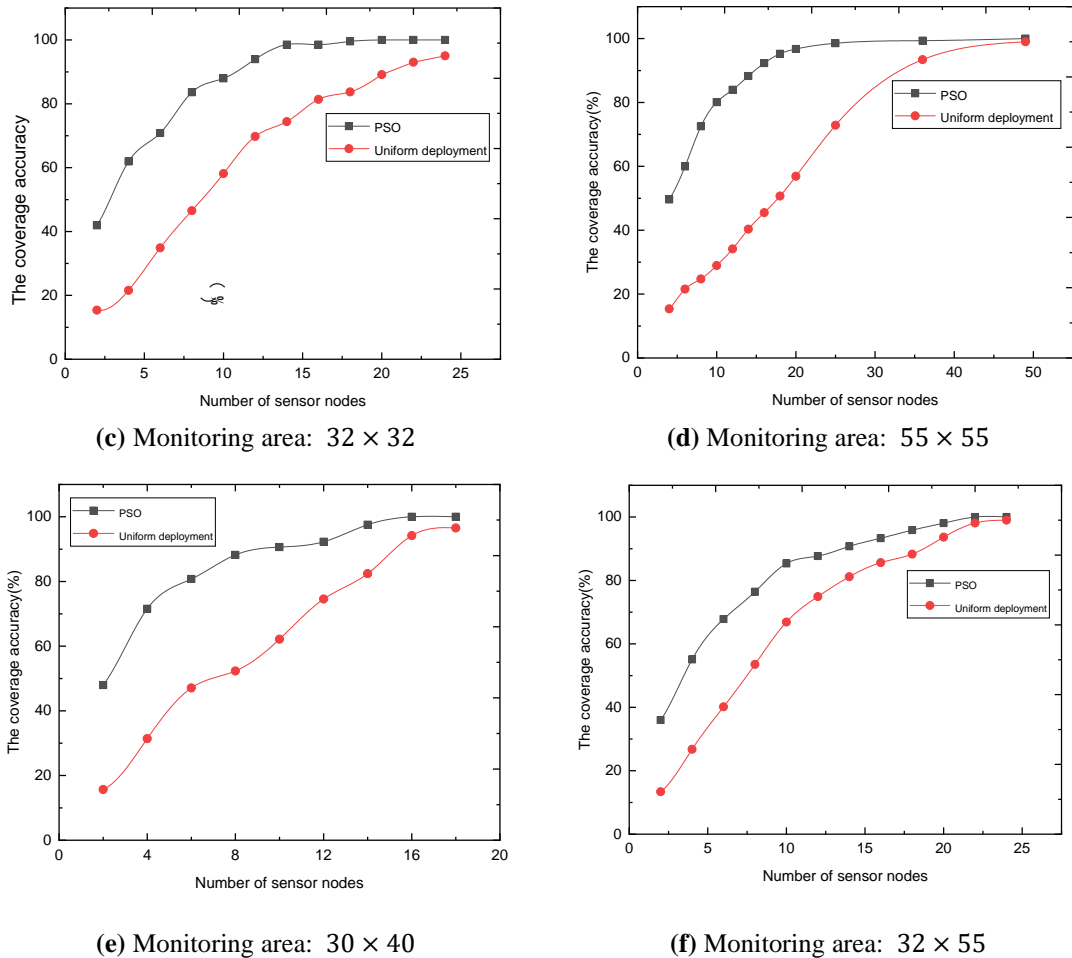 The coverage accuracy
100
80
60
40
20
0
PSO
Uniform deployment
(%)
0 5 10 15 20 25
Number of sensor nodes
(c) Monitoring area: 32 × 32
The coverage accuracy(%)
100
80
60
40
20
0
PSO
Uniform deployment
0 10 20 30 40 50
Number of sensor nodes
(d) Monitoring area: 55 × 55
The coverage accuracy(%)
100
80
60
40
20
0
PSO
Uniform deployment
0 4 8 12 16 20
Number of sensor nodes
(e) Monitoring area: 30 × 40
The coverage accuracy(%)
100
80
60
40
20
0
PSO
Uniform deployment
0 5 10 15 20 25
Number of sensor nodes
(f) Monitoring area: 32 × 55